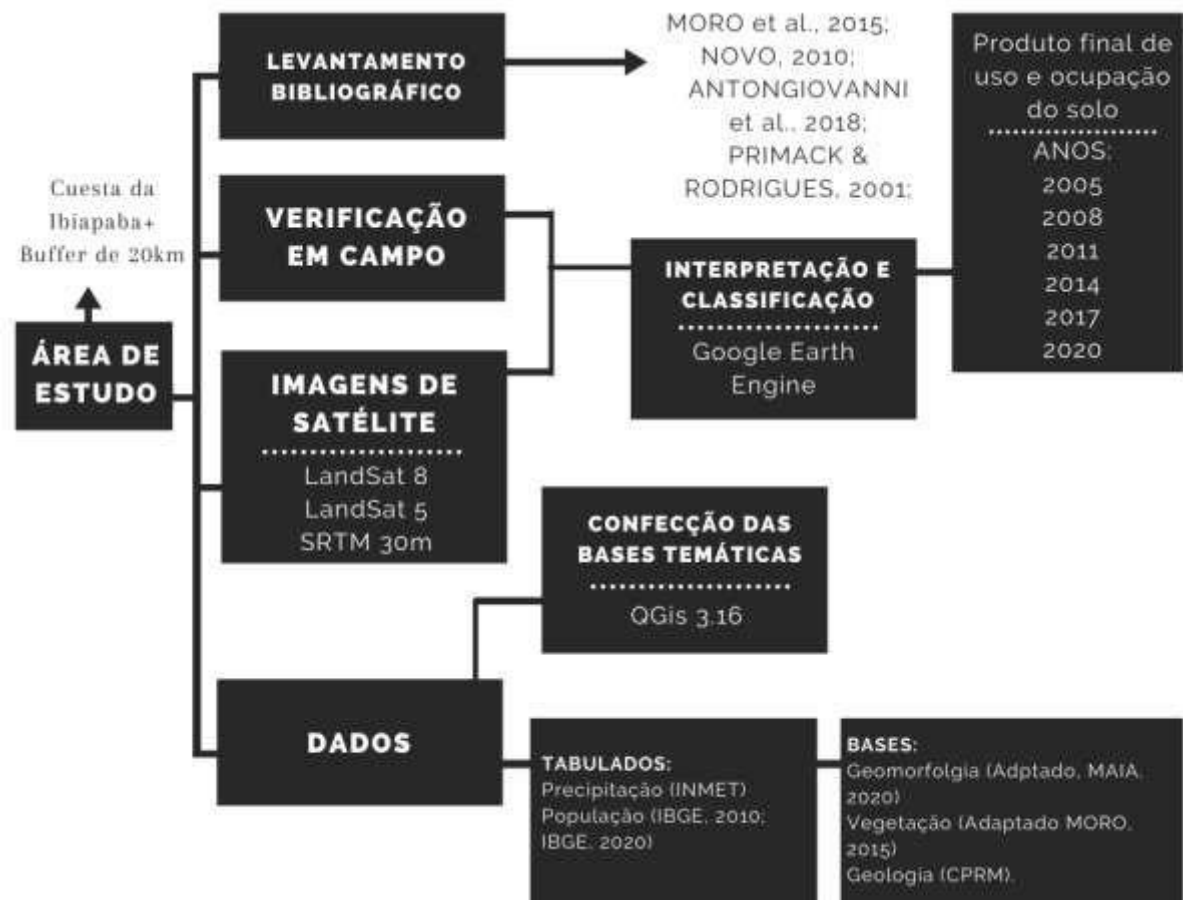 LEVANTAMENTO
BIBLIOGRÁFICO
MORO et al., 2015;
NOVO, 2010;
ANTONGIOVANNI
et al., 2018;
PRIMACK &
RODRIGUES, 2001;
Produto final de
uso e ocupação
do solo
ANOS:
2005
2008
2011
2014
2017
2020
Cuesta da
Ibiapaba+
Buffer de 20km
VERIFICAÇÃO
EM CAMPO
INTERPRETAÇÃO E
CLASSIFICAÇÃO
Google Earth
Engine
ÁREA DE
ESTUDO
IMAGENS DE
SATÉLITE
LandSat 8
LandSat 5
SRTM 30m
CONFECÇÃO DAS
BASES TEMÁTICAS
QGis 3.16
DADOS
TABULADOS:
Precipitação (INMET)
População (IBGE, 2010;
IBGE, 2020)
BASES:
Geomorfolgia (Adptado, MAIA,
2020)
Vegetação (Adaptado MORO,
2015)
Geologia (CPRM).